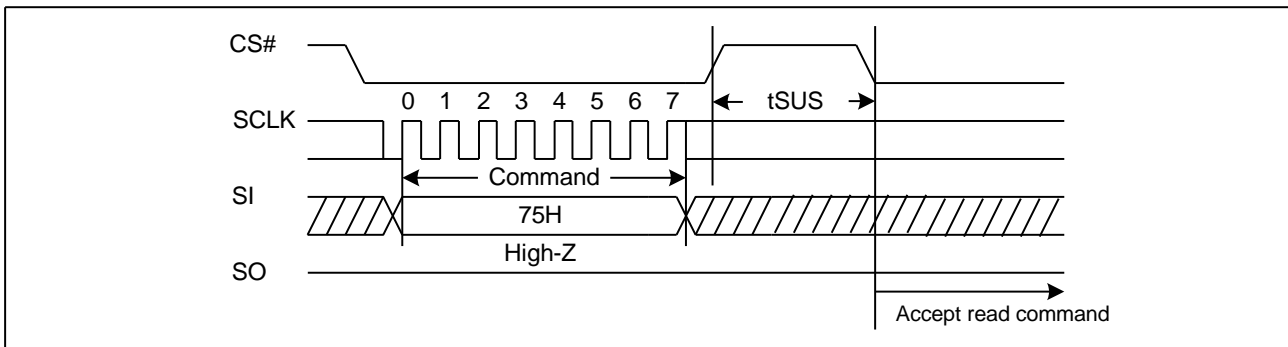 CS#
tSUS
0 1 2 3 4 5 6 7
SCLK
Command
SI
75H
High-Z
SO
Accept read command